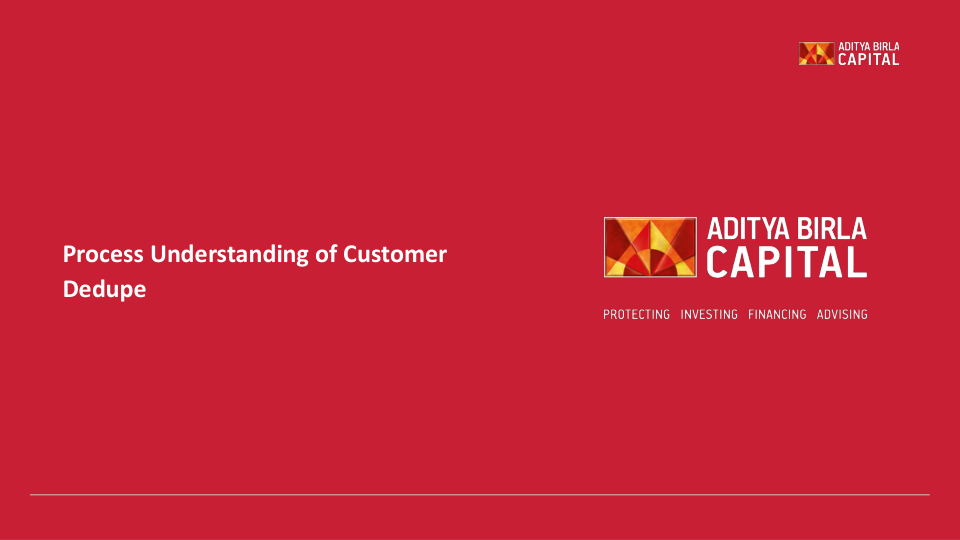 ADITYA BIRLA
CAPITAL
Process Understanding of Customer
Dedupe
ADITYA BIRLA
CAPITAL
PROTECTING INVESTING FINANCING ADVISING